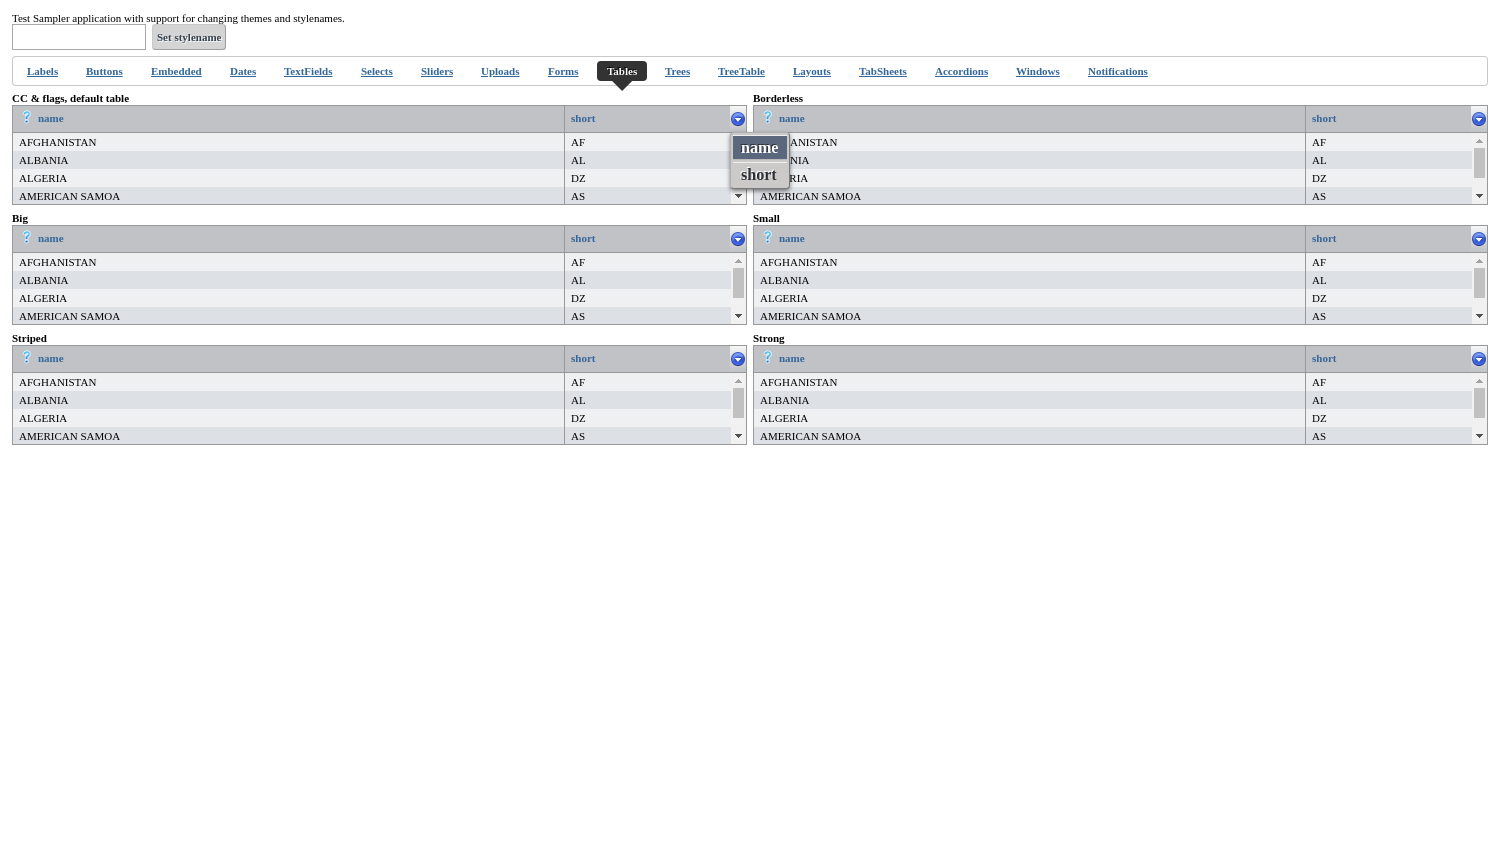 Test Sampler application with support for changing themes and stylenames.
Set stylename
Labels Buttons Embedded Dates TextFields Selects Sliders Uploads Forms Tables Trees TreeTable Layouts TabSheets Accordions Windows Notifications
CC & flags, default table
? name short
AFGHANISTAN AF
ALBANIA AL
ALGERIA DZ
AMERICAN SAMOA AS
name
short
Borderless
? name short
ANISTAN AF
NIA AL
RIA DZ
AMERICAN SAMOA AS
Big
? name short
AFGHANISTAN AF
ALBANIA AL
ALGERIA DZ
AMERICAN SAMOA AS
Small
? name short
AFGHANISTAN AF
ALBANIA AL
ALGERIA DZ
AMERICAN SAMOA AS
Striped
? name short
AFGHANISTAN AF
ALBANIA AL
ALGERIA DZ
AMERICAN SAMOA AS
Strong
? name short
AFGHANISTAN AF
ALBANIA AL
ALGERIA DZ
AMERICAN SAMOA AS